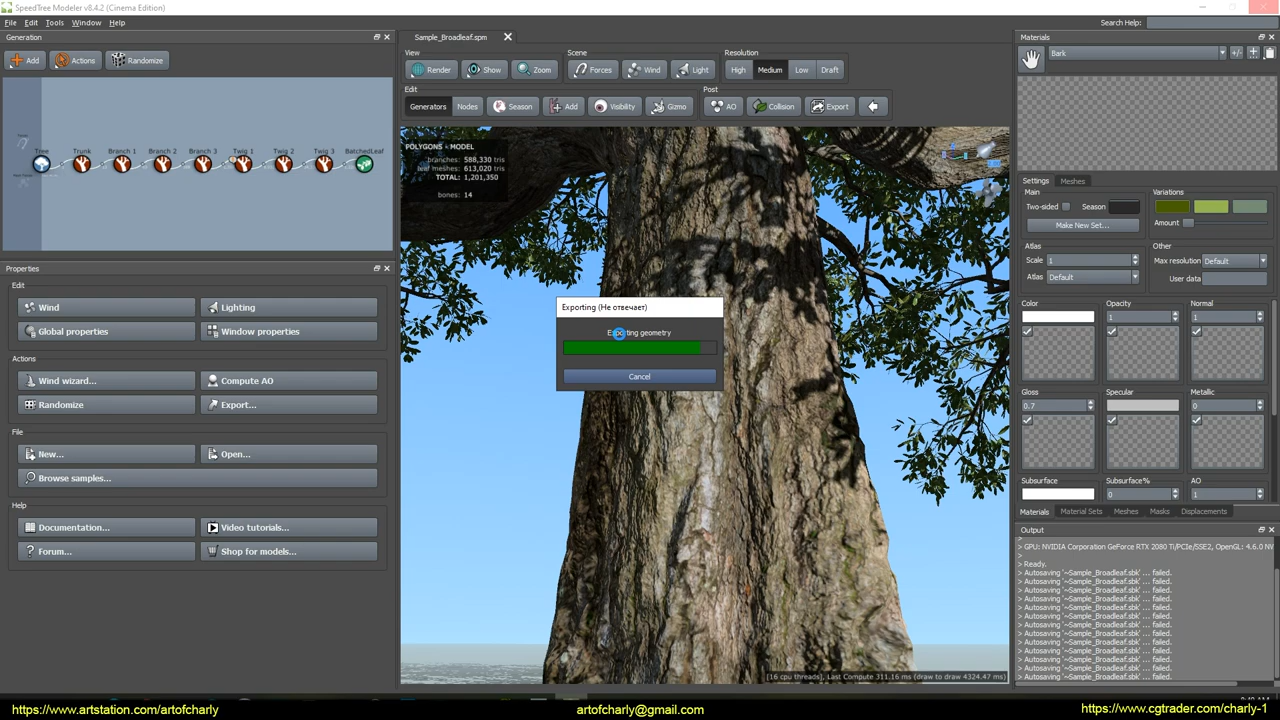 SpeedTree Modeler v8.4.2 (Cinema Edition)
File Edit Tools Window Help
Search Help:
Generation
Add Actions Randomize
Tree Trunk Branch 1 Branch 2 Branch 3 Twig 1 Twig 2 Twig 3 BatchedLeaf
Properties
Edit
Wind Lighting
Global properties Window properties
Actions
Wind wizard... Compute AO
Randomize Export...
File
New... Open...
Browse samples...
Help
Documentation... Video tutorials...
Forum... Shop for models...
Sample_Broadleaf.spm
View Scene Resolution
Render Show Zoom Forces Wind Light High Medium Low Draft
Edit Post
Generators Nodes Season Add Visibility Gizmo AO Collision Export
POLYGONS - MODEL
branches: 588,330 tris
leaf meshes: 613,020 tris
TOTAL: 1,201,350
bones: 14
Exporting (Не отвечает)
Exporting geometry
Cancel
[16 cpu threads], Last Compute 311.16 ms (draw to draw 4324.47 ms)
Materials
Bark
Settings Meshes
Main Variations
Two-sided Season
Make New Set... Amount
Atlas Other
Scale 1 Max resolution Default
Atlas Default User data
Color Opacity Normal
1 1
Gloss Specular Metallic
0.7 0
Subsurface Subsurface% AO
0 1
Materials Material Sets Meshes Masks Displacements
Output
>
> GPU: NVIDIA Corporation GeForce RTX 2080 Ti/PCIe/SSE2, OpenGL: 4.6.0 NV
>
> Ready.
> Autosaving '~Sample_Broadleaf.sbk' ... failed.
> Autosaving '~Sample_Broadleaf.sbk' ... failed.
> Autosaving '~Sample_Broadleaf.sbk' ... failed.
> Autosaving '~Sample_Broadleaf.sbk' ... failed.
> Autosaving '~Sample_Broadleaf.sbk' ... failed.
> Autosaving '~Sample_Broadleaf.sbk' ... failed.
> Autosaving '~Sample_Broadleaf.sbk' ... failed.
> Autosaving '~Sample_Broadleaf.sbk' ... failed.
> Autosaving '~Sample_Broadleaf.sbk' ... failed.
> Autosaving '~Sample_Broadleaf.sbk' ... failed.
> Autosaving '~Sample_Broadleaf.sbk' ... failed.
> Autosaving '~Sample_Broadleaf.sbk' ... failed.
> Autosaving '~Sample_Broadleaf.sbk' ... failed.
https://www.artstation.com/artofcharly artofcharly@gmail.com https://www.cgtrader.com/charly-1